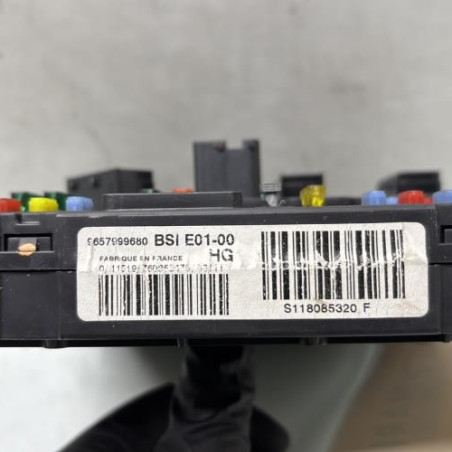 9657999680 BSI E01-00
HG
FABRIQUE EN FRANCE
S118085320 F